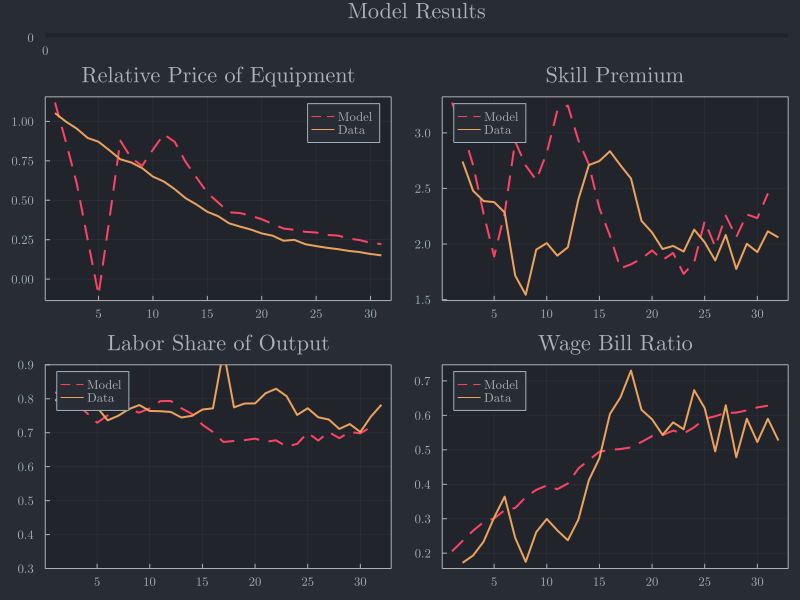 Model Results
0
0
Relative Price of Equipment
Model
Data
1.00
0.75
0.50
0.25
0.00
5 10 15 20 25 30
Skill Premium
Model
Data
3.0
2.5
2.0
1.5
5 10 15 20 25 30
Labor Share of Output
Model
Data
0.9
0.8
0.7
0.6
0.5
0.4
0.3
5 10 15 20 25 30
Wage Bill Ratio
Model
Data
0.7
0.6
0.5
0.4
0.3
0.2
5 10 15 20 25 30